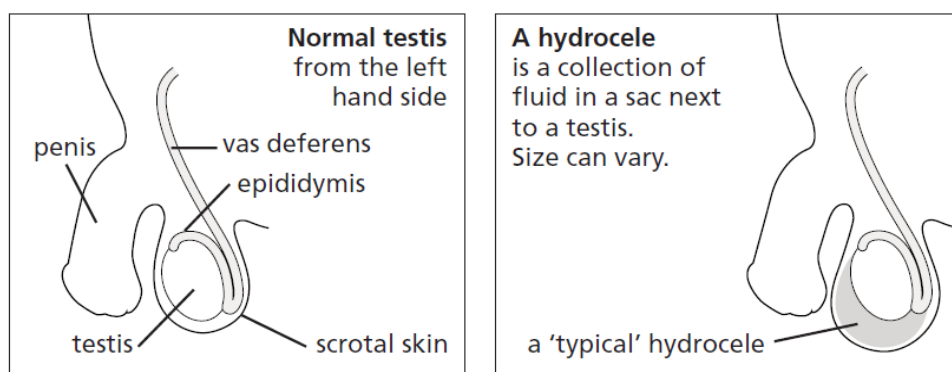 Normal testis
from the left
hand side
penis
vas deferens
epididymis
testis
scrotal skin
A hydrocele
is a collection of
fluid in a sac next
to a testis.
Size can vary.
a ‘typical’ hydrocele